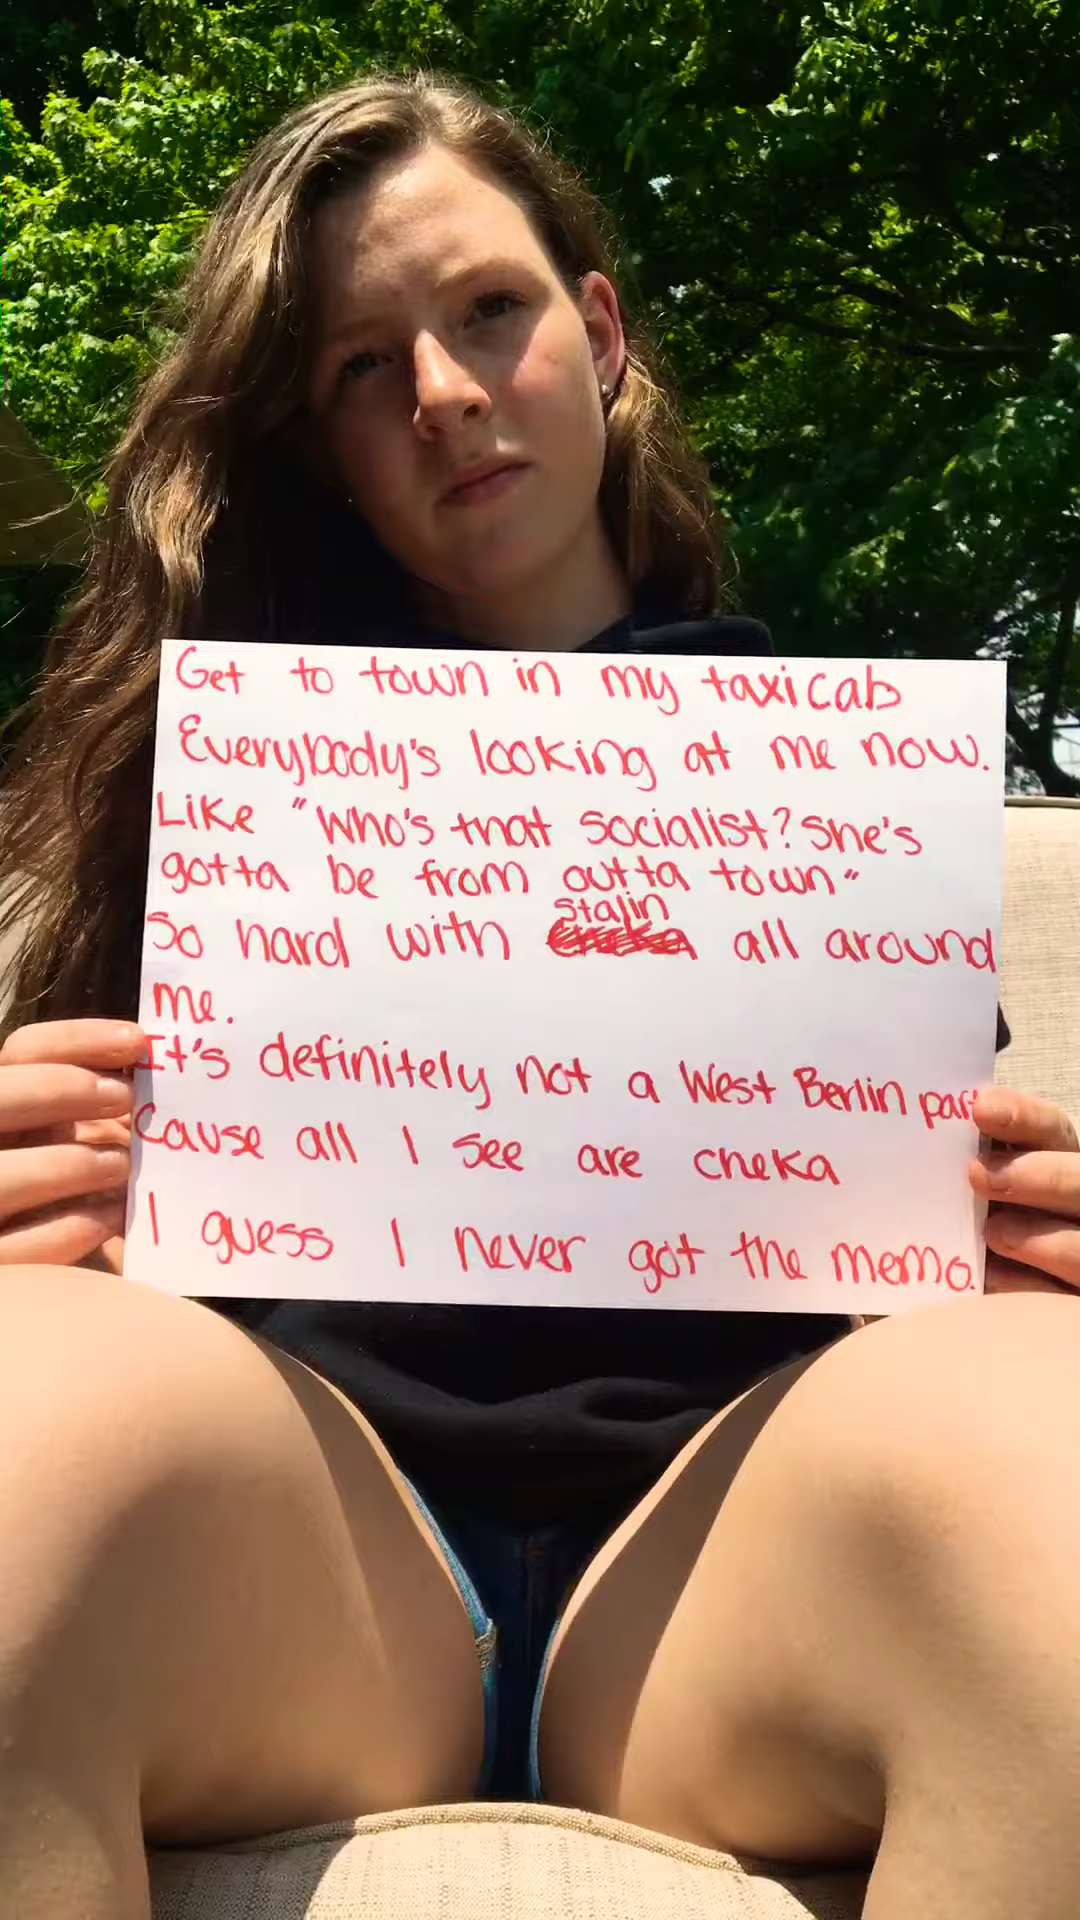 Get to town in my taxicab
Everybody's looking at me now.
Like "Who's that socialist? She's
gotta be from outta town"
So hard with Stalin all around
me.
It's definitely not a West Berlin part
Cause all I see are cheka
I guess I never got the memo.